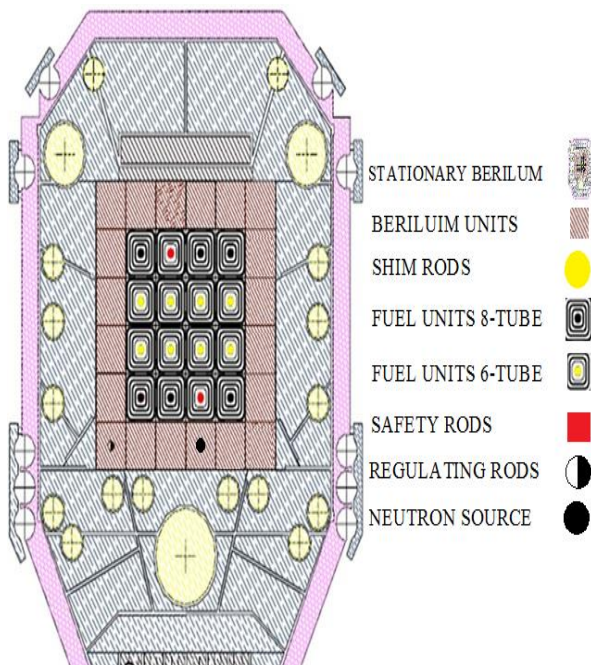 STATIONARY BERILUM
BERILUIM UNITS
SHIM RODS
FUEL UNITS 8-TUBE
FUEL UNITS 6-TUBE
SAFETY RODS
REGULATING RODS
NEUTRON SOURCE